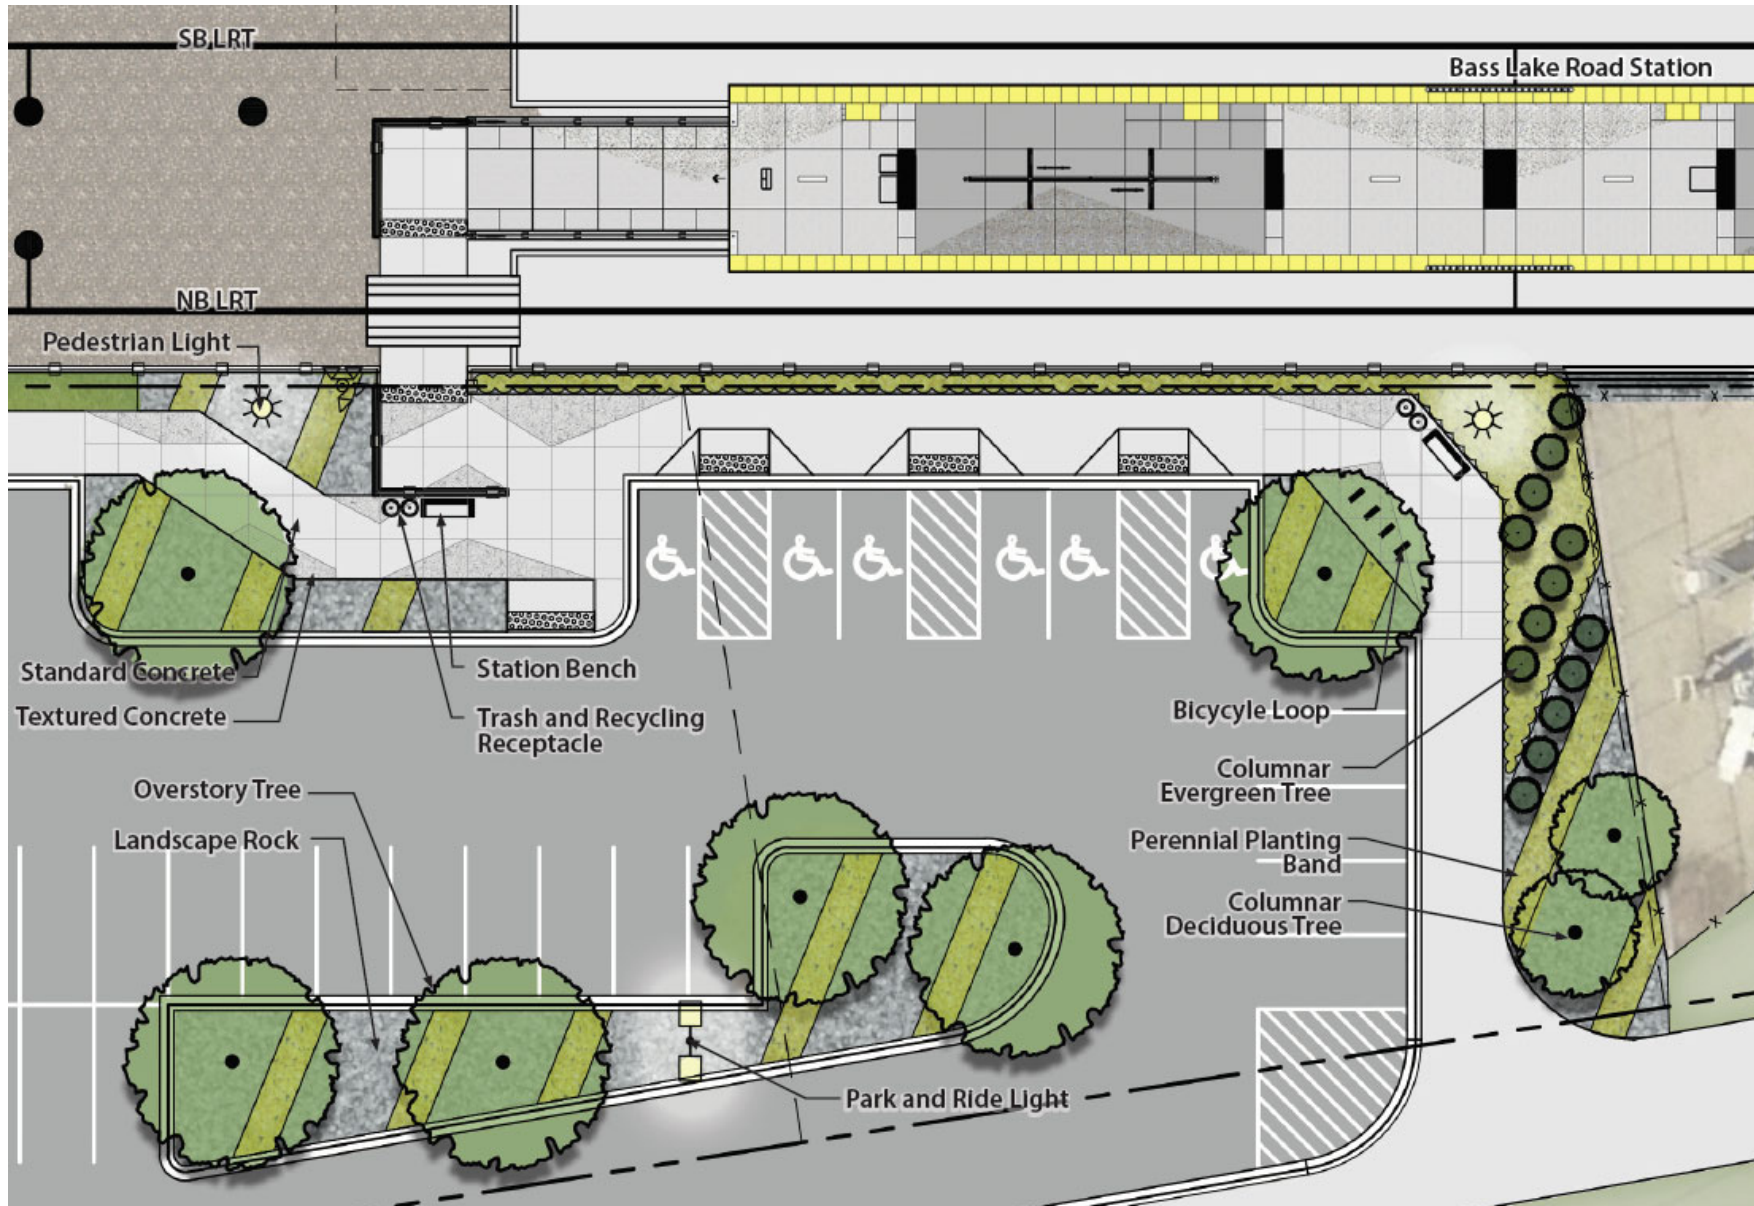 SB LRT
Bass Lake Road Station
NB LRT
Pedestrian Light
Standard Concrete
Station Bench
Textured Concrete
Trash and Recycling
Receptacle
Bicycyle Loop
Columnar
Evergreen Tree
Overstory Tree
Landscape Rock
Perennial Planting
Band
Columnar
Deciduous Tree
Park and Ride Light